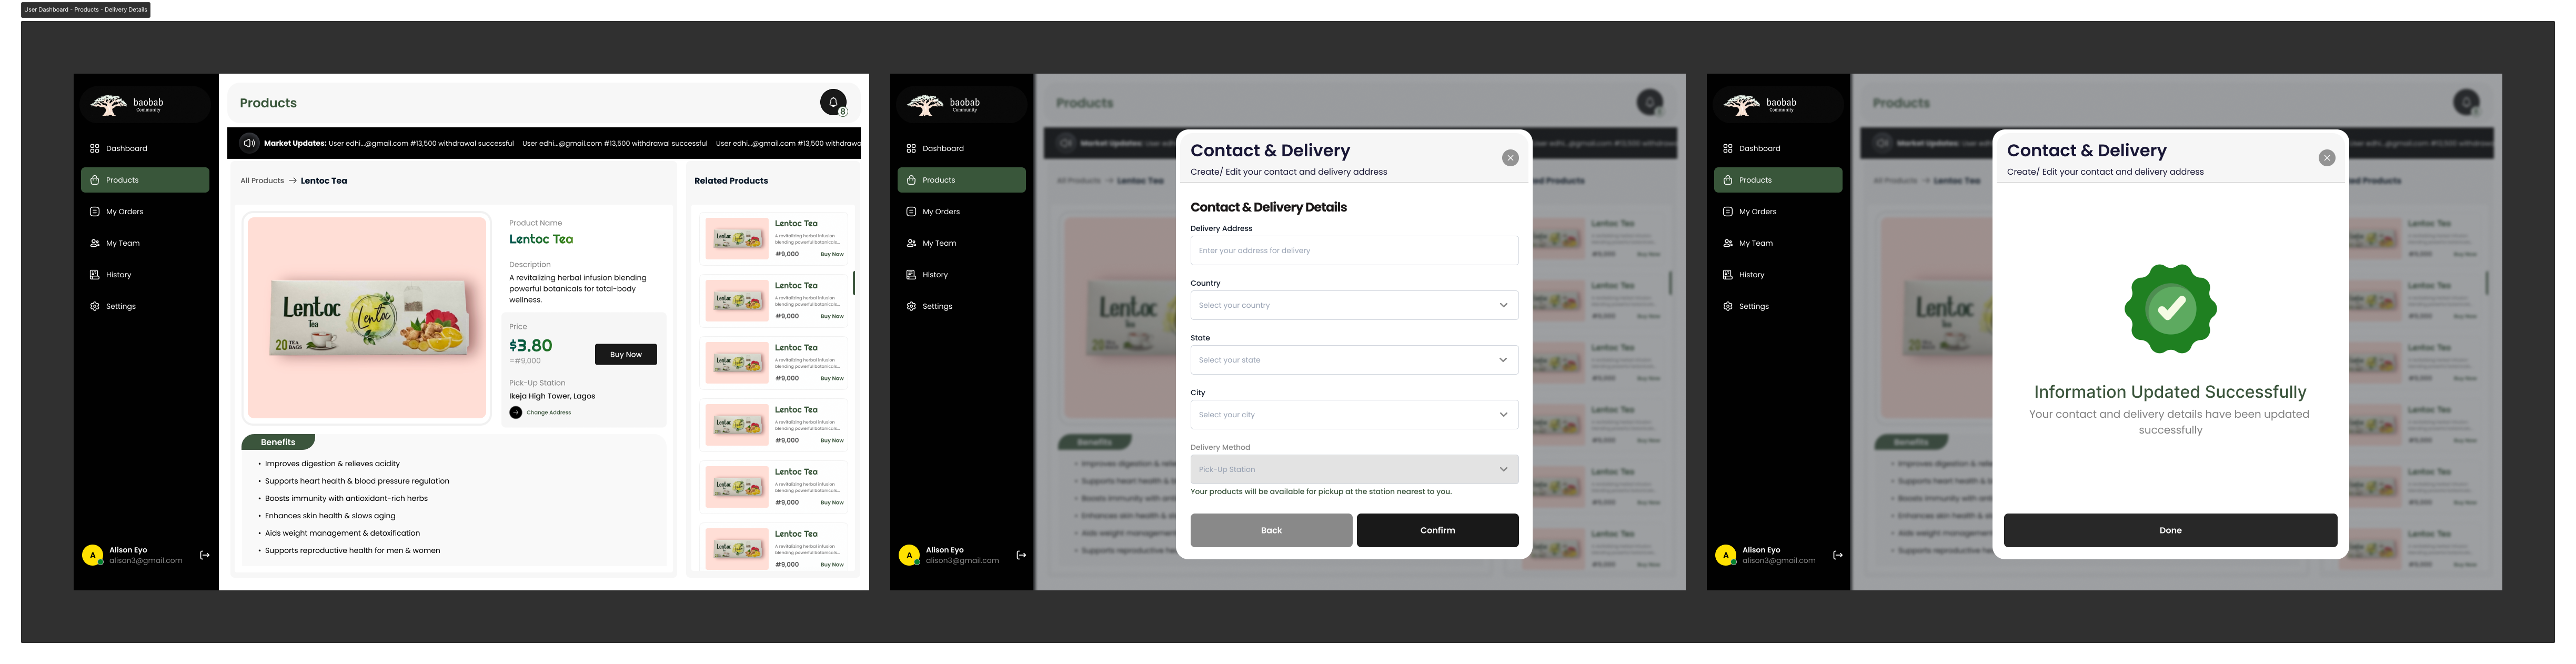 User Dashboard - Products - Delivery Details
baobab
Community
Dashboard
Products
My Orders
My Team
History
Settings
A
Alison Eyo
alison3@gmail.com
Products
8
Market Updates: User edhi...@gmail.com #13,500 withdrawal successful User edhi...@gmail.com #13,500 withdrawal successful User edhi...@gmail.com #13,500 withdrawa
All Products → Lentoc Tea
Lentoc
Tea
Lentoc
20 TEA BAGS
Product Name
Lentoc Tea
Description
A revitalizing herbal infusion blending
powerful botanicals for total-body
wellness.
Price
$3.80
=#9,000
Buy Now
Pick-Up Station
Ikeja High Tower, Lagos
Change Address
Benefits
• Improves digestion & relieves acidity
• Supports heart health & blood pressure regulation
• Boosts immunity with antioxidant-rich herbs
• Enhances skin health & slows aging
• Aids weight management & detoxification
• Supports reproductive health for men & women
Related Products
Lentoc Tea
A revitalizing herbal infusion
blending powerful botanicals...
#9,000 Buy Now
Lentoc Tea
A revitalizing herbal infusion
blending powerful botanicals...
#9,000 Buy Now
Lentoc Tea
A revitalizing herbal infusion
blending powerful botanicals...
#9,000 Buy Now
Lentoc Tea
A revitalizing herbal infusion
blending powerful botanicals...
#9,000 Buy Now
Lentoc Tea
A revitalizing herbal infusion
blending powerful botanicals...
#9,000 Buy Now
Lentoc Tea
A revitalizing herbal infusion
blending powerful botanicals...
#9,000 Buy Now
baobab
Community
Dashboard
Products
My Orders
My Team
History
Settings
A
Alison Eyo
alison3@gmail.com
Products
Contact & Delivery
Create/ Edit your contact and delivery address
Contact & Delivery Details
Delivery Address
Enter your address for delivery
Country
Select your country
State
Select your state
City
Select your city
Delivery Method
Pick-Up Station
Your products will be available for pickup at the station nearest to you.
Back
Confirm
baobab
Community
Dashboard
Products
My Orders
My Team
History
Settings
A
Alison Eyo
alison3@gmail.com
Products
Contact & Delivery
Create/ Edit your contact and delivery address
Information Updated Successfully
Your contact and delivery details have been updated
successfully
Done